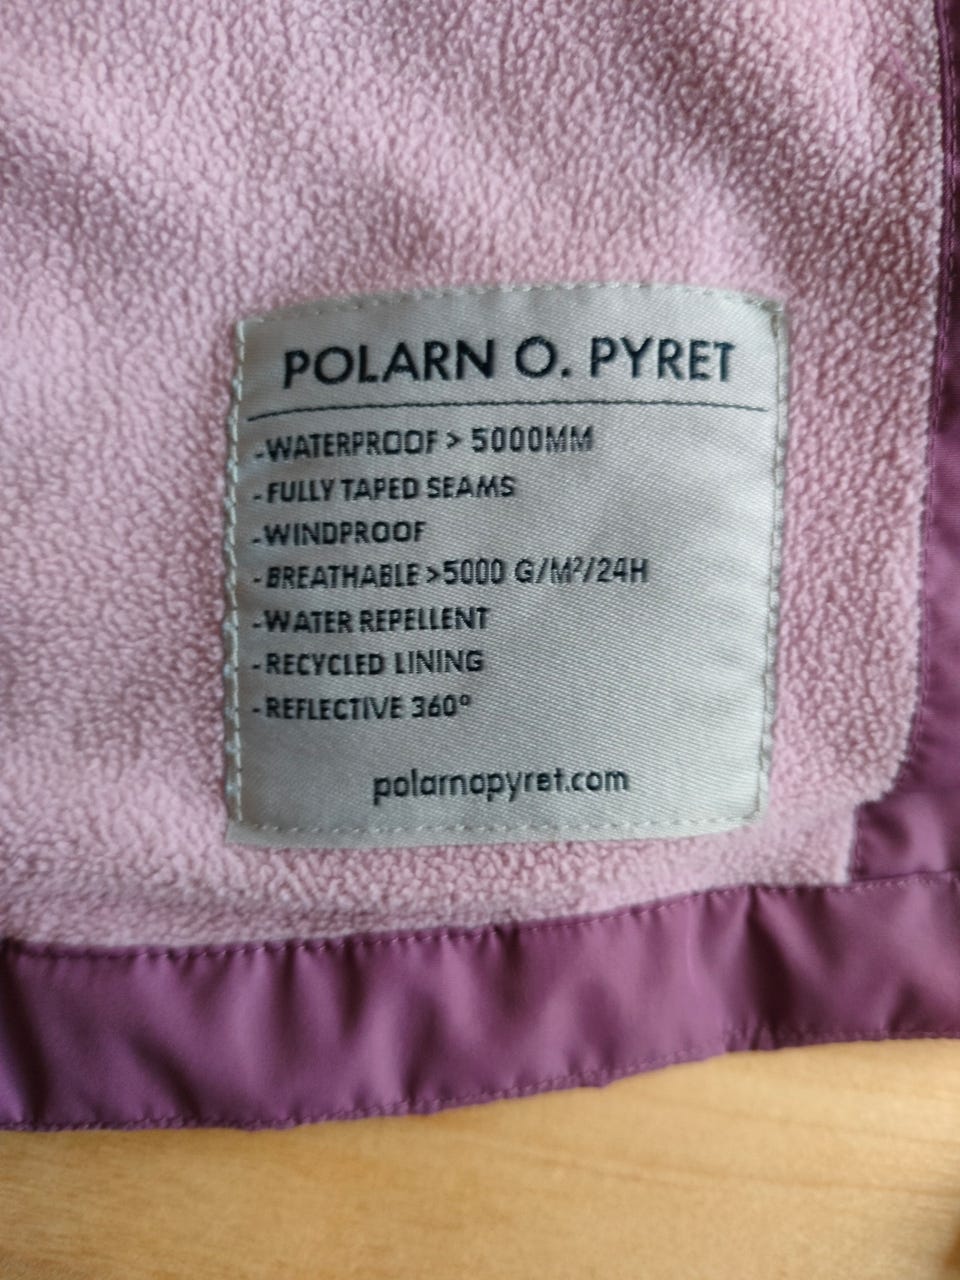 POLARN O. PYRET
-WATERPROOF > 5000MM
-FULLY TAPED SEAMS
-WINDPROOF
-BREATHABLE >5000 G/M²/24H
-WATER REPELLENT
-RECYCLED LINING
-REFLECTIVE 360°
polarnopyret.com